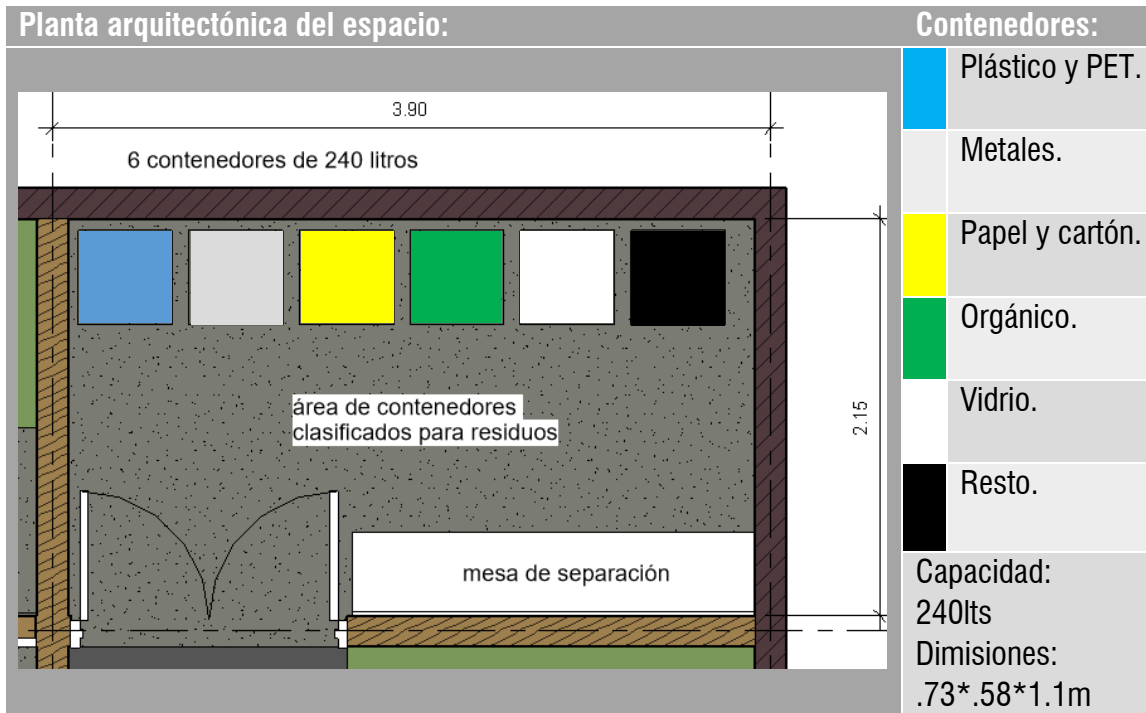 Planta arquitectónica del espacio:
Contenedores:
3.90
6 contenedores de 240 litros
área de contenedores
clasificados para residuos
2.15
mesa de separación
Plástico y PET.
Metales.
Papel y cartón.
Orgánico.
Vidrio.
Resto.
Capacidad:
240lts
Dimisiones:
.73*.58*1.1m